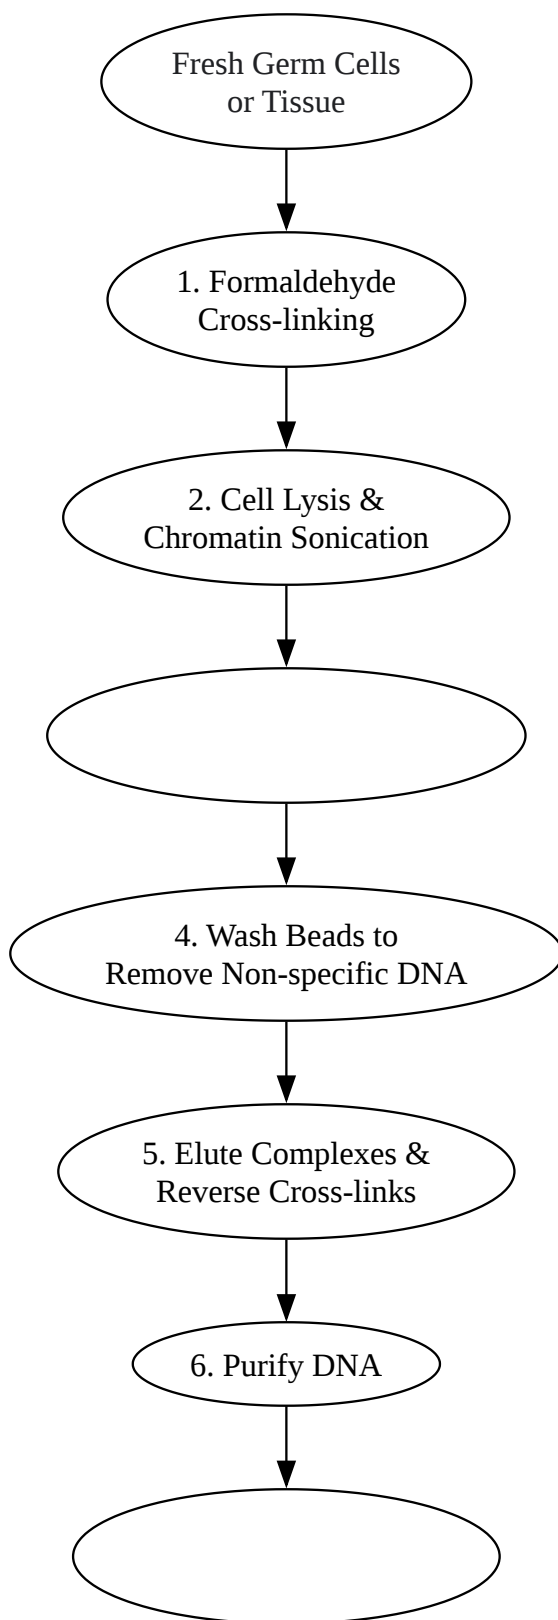 Fresh Germ Cells
or Tissue
1. Formaldehyde
Cross-linking
2. Cell Lysis &
Chromatin Sonication
4. Wash Beads to
Remove Non-specific DNA
5. Elute Complexes &
Reverse Cross-links
6. Purify DNA